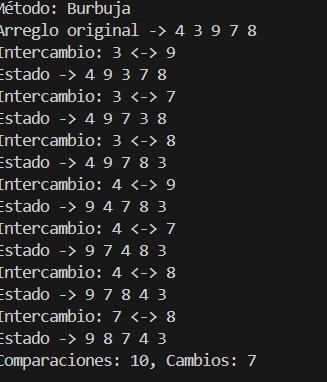 Método: Burbuja
Arreglo original -> 4 3 9 7 8
Intercambio: 3 <-> 9
Estado -> 4 9 3 7 8
Intercambio: 3 <-> 7
Estado -> 4 9 7 3 8
Intercambio: 3 <-> 8
Estado -> 4 9 7 8 3
Intercambio: 4 <-> 9
Estado -> 9 4 7 8 3
Intercambio: 4 <-> 7
Estado -> 9 7 4 8 3
Intercambio: 4 <-> 8
Estado -> 9 7 8 4 3
Intercambio: 7 <-> 8
Estado -> 9 8 7 4 3
Comparaciones: 10, Cambios: 7